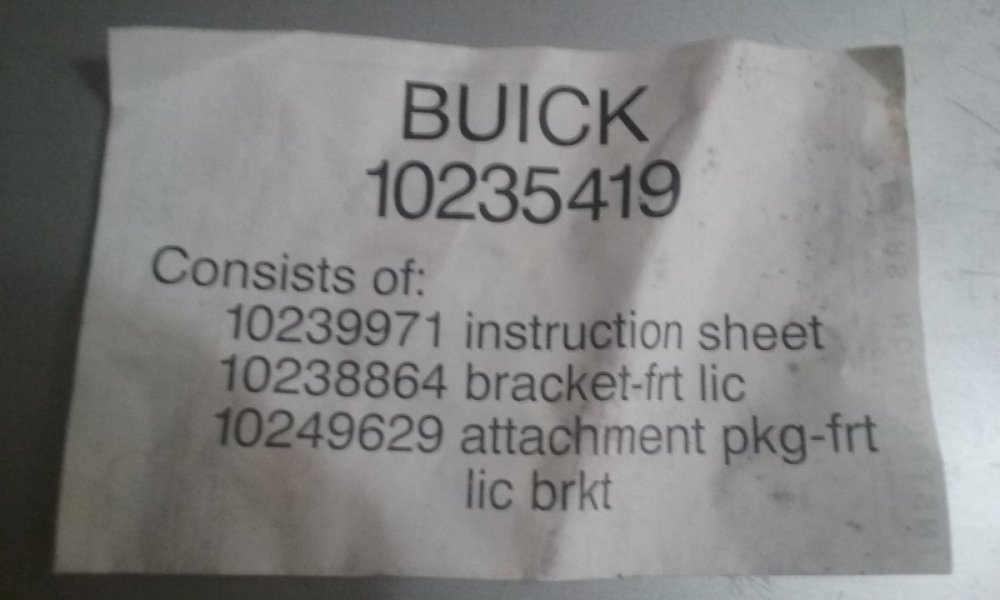 BUICK
10235419
Consists of:
10239971 instruction sheet
10238864 bracket-frt lic
10249629 attachment pkg-frt
lic brkt